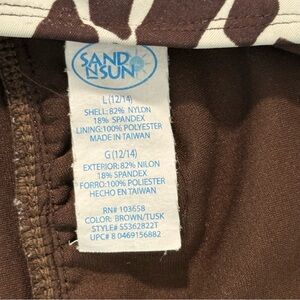 SAND
N SUN
L (12/14)
SHELL: 82% NYLON
18% SPANDEX
LINING:100% POLYESTER
MADE IN TAIWAN
G (12/14)
EXTERIOR: 82% NILON
18% SPANDEX
FORRO:100% POLIESTER
HECHO EN TAIWAN
RN# 103658
COLOR: BROWN/TUSK
STYLE# SS362822T
UPC# 8 0469156882